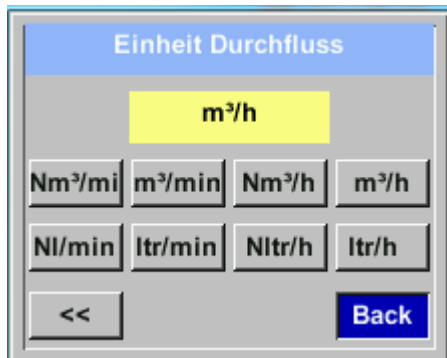 Einheit Durchfluss
m³/h
Nm³/mi m³/min Nm³/h m³/h
Nl/min ltr/min Nltr/h ltr/h
<< Back